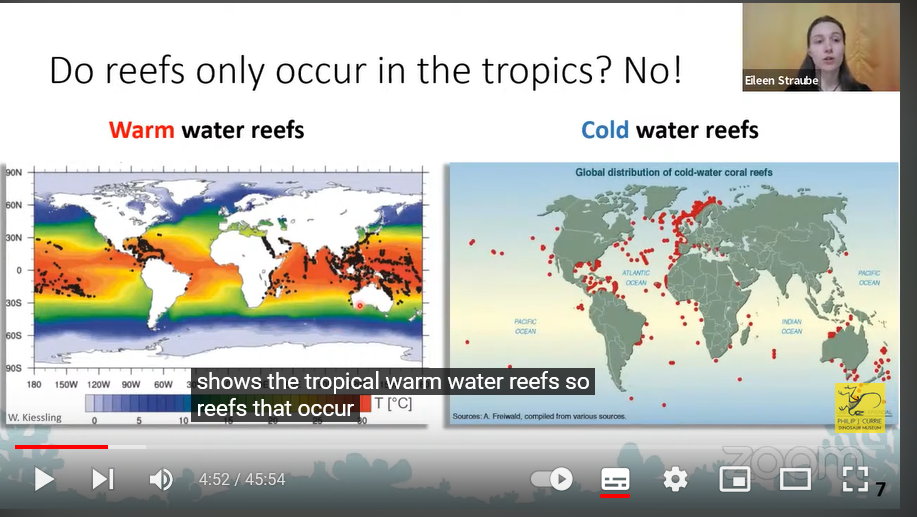 Do reefs only occur in the tropics? No!
Eileen Straube
Warm water reefs
Cold water reefs
90N
60N
30N
0
30S
60S
90S
180 150W 120W 90W 60W 30W
0 5 10
30
T [°C]
W. Kiessling
Global distribution of cold-water coral reefs
ATLANTIC
OCEAN
PACIFIC
OCEAN
PACIFIC
OCEAN
INDIAN
OCEAN
Sources: A. Freiwald, compiled from various sources.
PHILIP J. CURRIE
DINOSAUR MUSEUM
shows the tropical warm water reefs so
reefs that occur
zoom
4:52 / 45:54
7